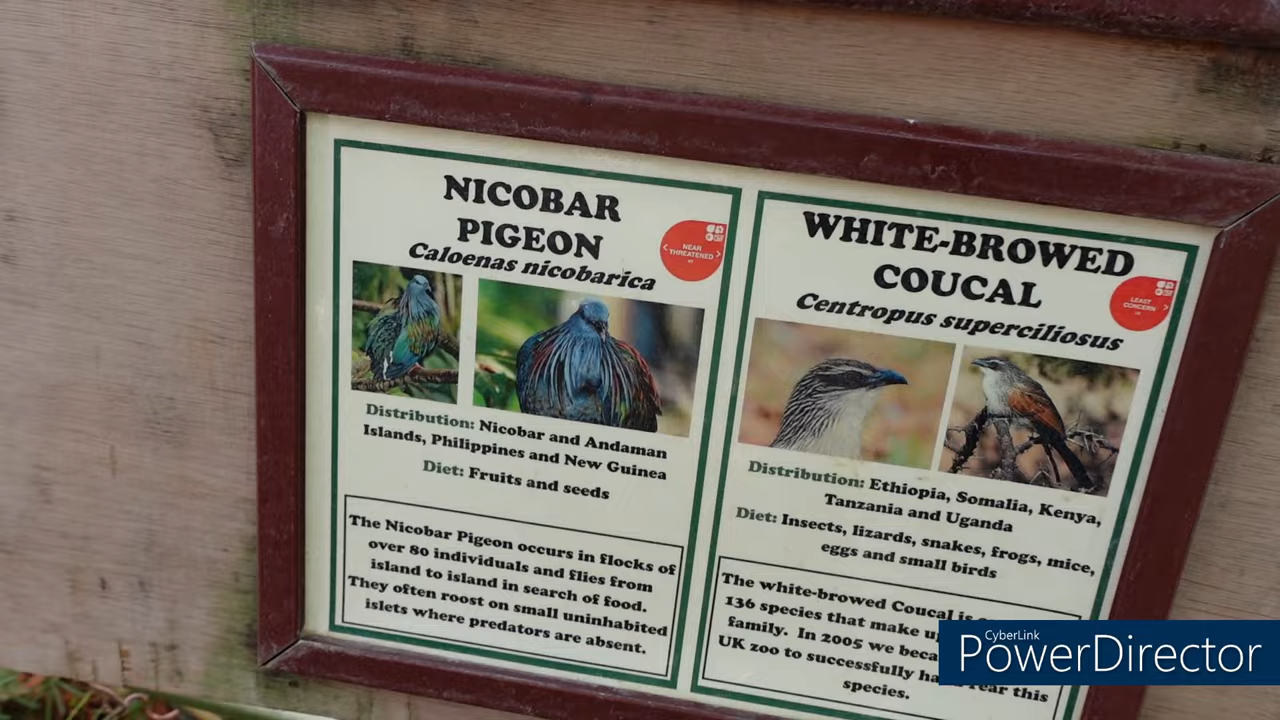 NICOBAR
PIGEON
Caloenas nicobarica
< NEAR
THREATENED >
NT
Distribution: Nicobar and Andaman
Islands, Philippines and New Guinea
Diet: Fruits and seeds
The Nicobar Pigeon occurs in flocks of
over 80 individuals and flies from
island to island in search of food.
They often roost on small uninhabited
islets where predators are absent.
WHITE-BROWED
COUCAL
Centropus superciliosus
LEAST
CONCERN >
Distribution: Ethiopia, Somalia, Kenya,
Tanzania and Uganda
Diet: Insects, lizards, snakes, frogs, mice,
eggs and small birds
The white-browed Coucal is
136 species that make
family. In 2005 we
UK zoo to successfully rear this
species.
CyberLink
PowerDirector